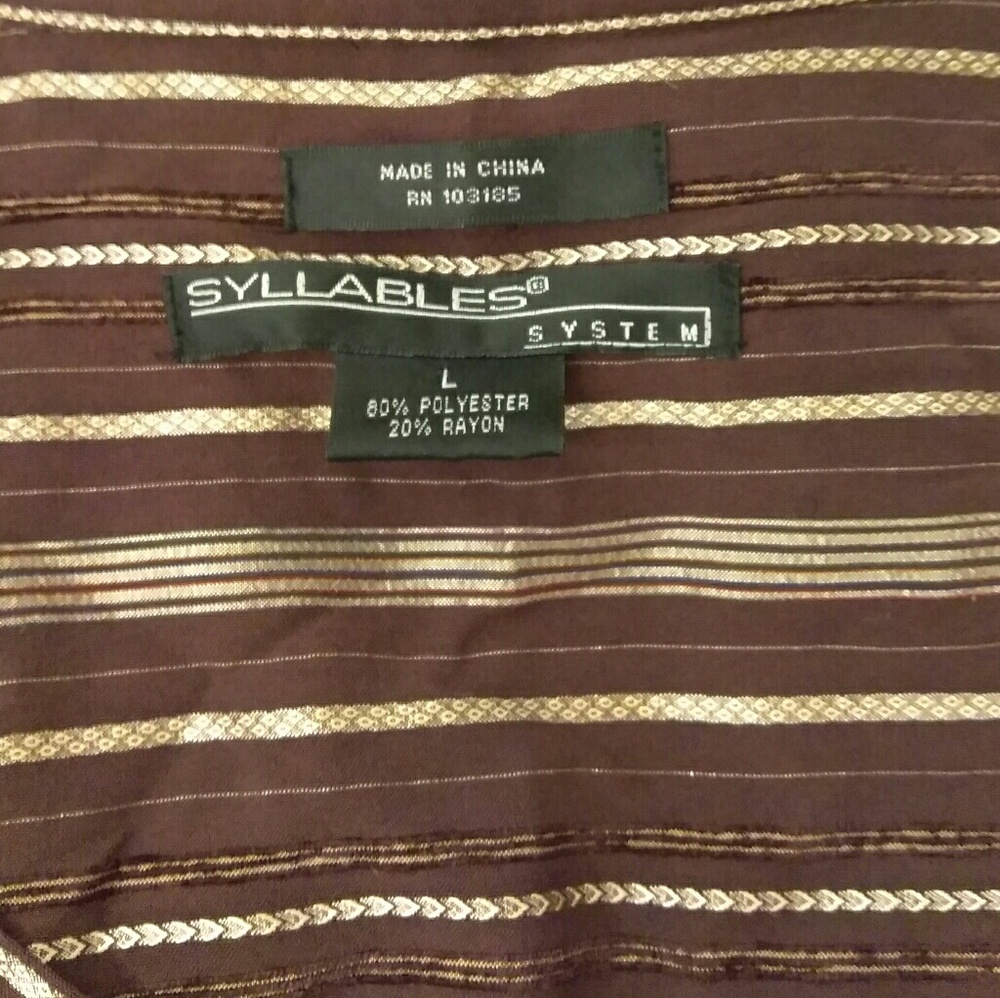 MADE IN CHINA
RN 103185
SYLLABLES®
SYSTEM
L
80% POLYESTER
20% RAYON